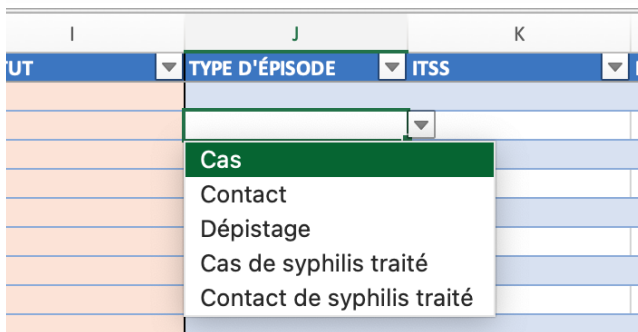 I J K
UT TYPE D'ÉPISODE ITSS
Cas
Contact
Dépistage
Cas de syphilis traité
Contact de syphilis traité